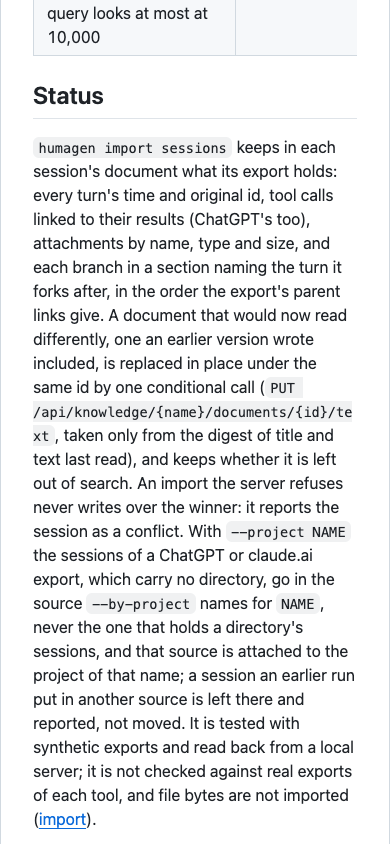 query looks at most at
10,000
Status
humagen import sessions keeps in each
session's document what its export holds:
every turn's time and original id, tool calls
linked to their results (ChatGPT's too),
attachments by name, type and size, and
each branch in a section naming the turn it
forks after, in the order the export's parent
links give. A document that would now read
differently, one an earlier version wrote
included, is replaced in place under the
same id by one conditional call ( PUT
/api/knowledge/{name}/documents/{id}/te
xt , taken only from the digest of title and
text last read), and keeps whether it is left
out of search. An import the server refuses
never writes over the winner: it reports the
session as a conflict. With --project NAME
the sessions of a ChatGPT or claude.ai
export, which carry no directory, go in the
source --by-project names for NAME ,
never the one that holds a directory's
sessions, and that source is attached to the
project of that name; a session an earlier run
put in another source is left there and
reported, not moved. It is tested with
synthetic exports and read back from a local
server; it is not checked against real exports
of each tool, and file bytes are not imported
(import).